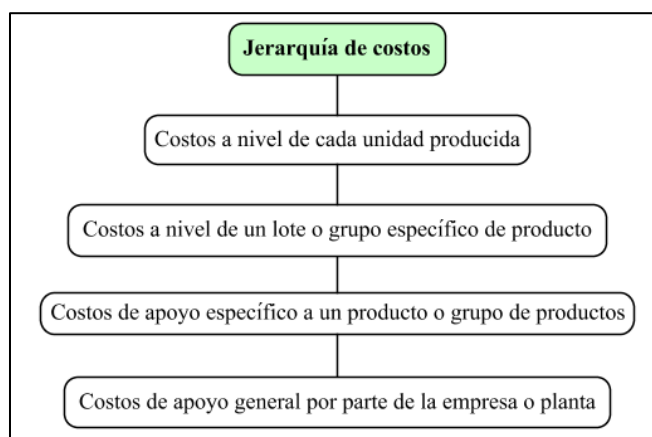 Jerarquía de costos
Costos a nivel de cada unidad producida
Costos a nivel de un lote o grupo específico de producto
Costos de apoyo específico a un producto o grupo de productos
Costos de apoyo general por parte de la empresa o planta